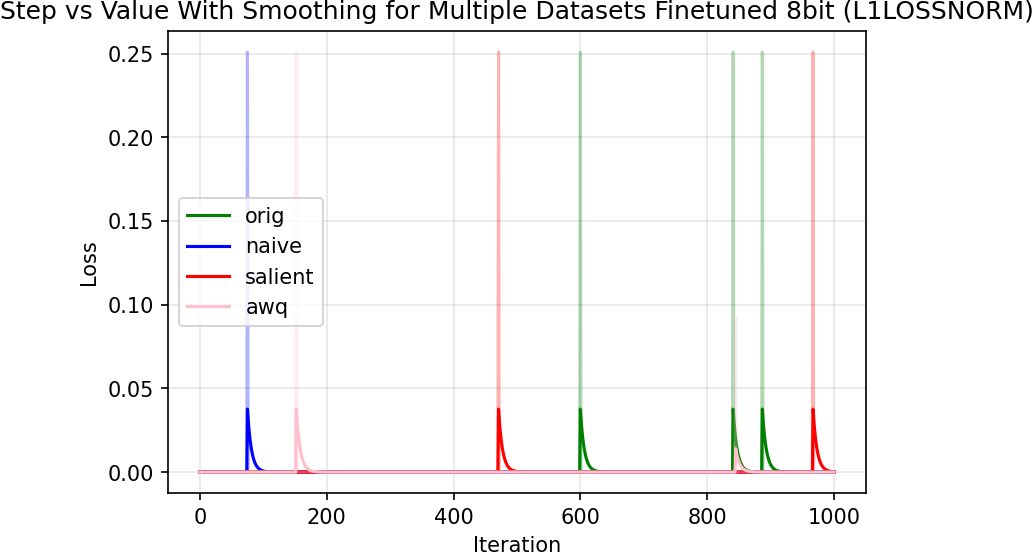 Step vs Value With Smoothing for Multiple Datasets Finetuned 8bit (L1LOSSNORM)
0.25
0.20
0.15
0.10
0.05
0.00
Loss
orig
naive
salient
awq
0 200 400 600 800 1000
Iteration